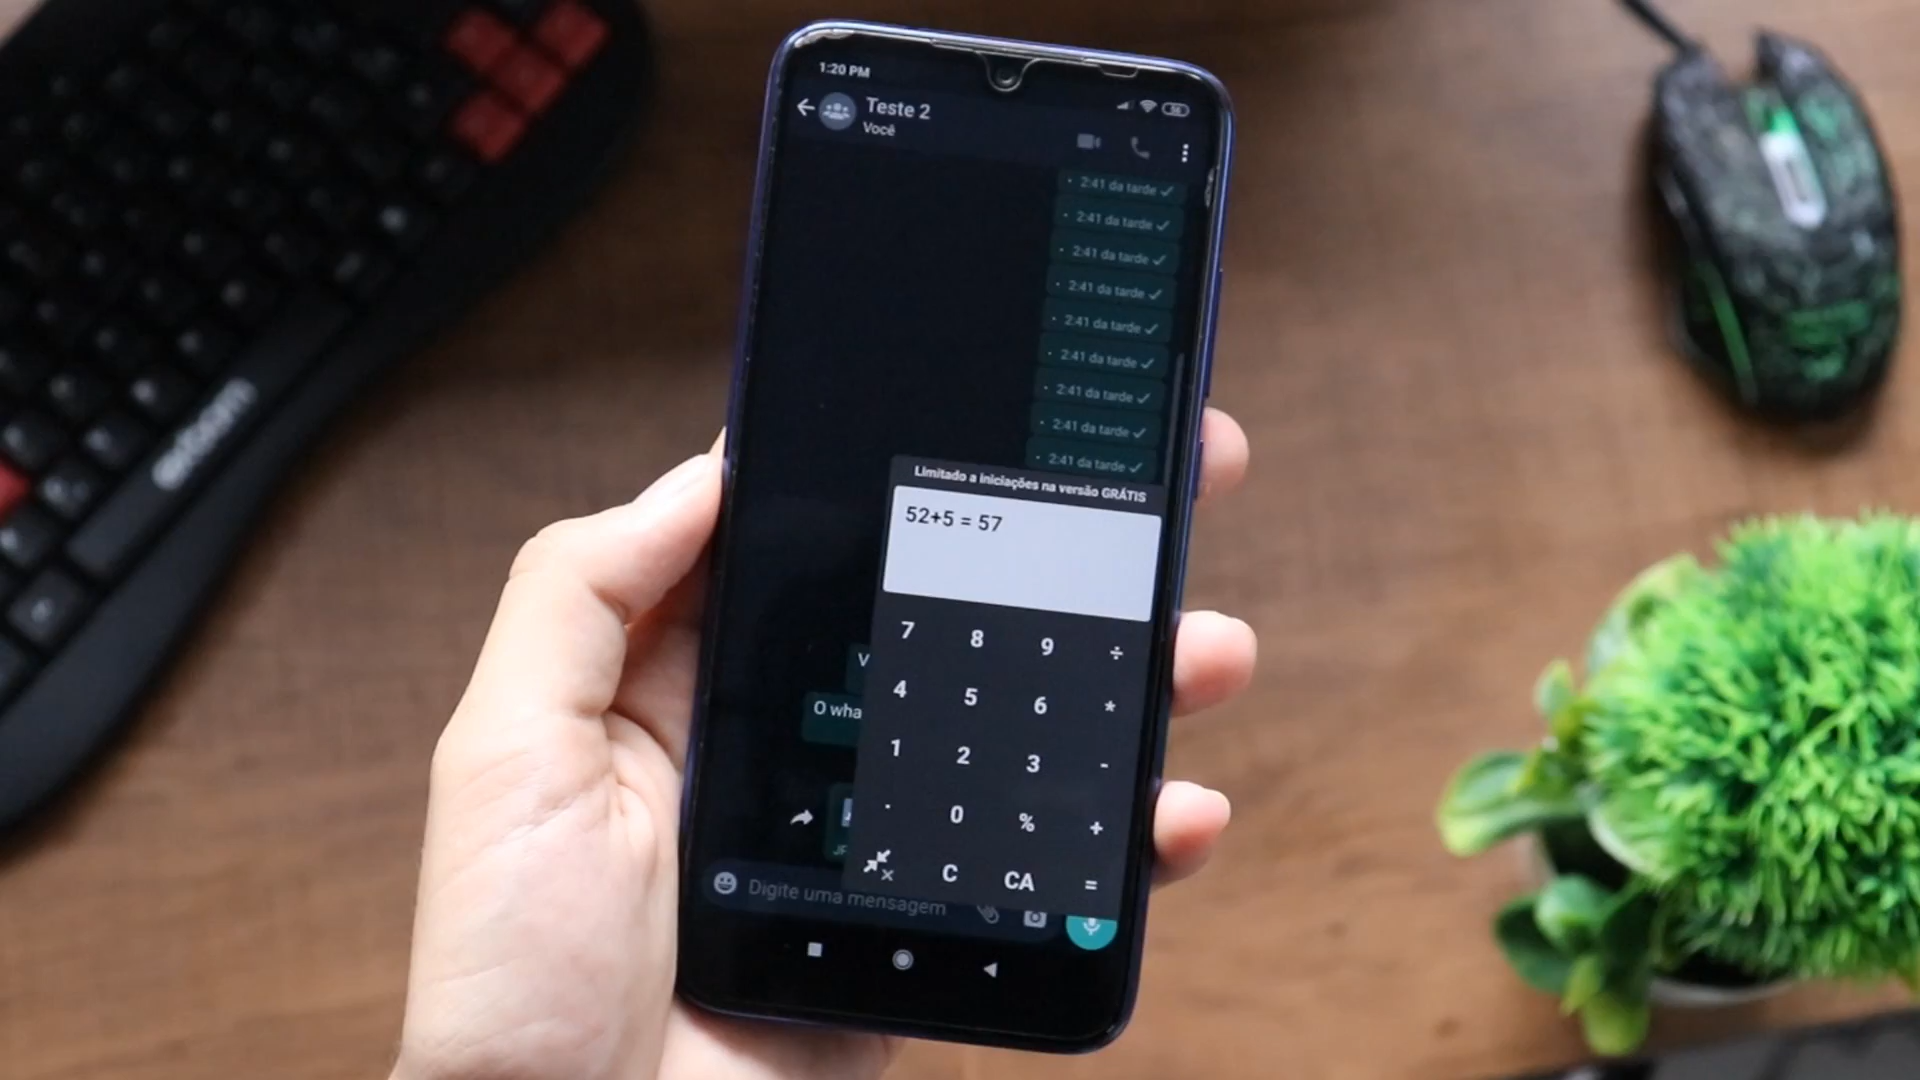 1:20 PM
Teste 2
Você
2:41 da tarde
2:41 da tarde
2:41 da tarde
2:41 da tarde
2:41 da tarde
2:41 da tarde
2:41 da tarde
2:41 da tarde
2:41 da tarde
Limitado a iniciações na versão GRÁTIS
52+5 = 57
7 8 9 ÷
4 5 6 *
1 2 3 -
. 0 % +
C CA =
V
O wha
Digite uma mensagem